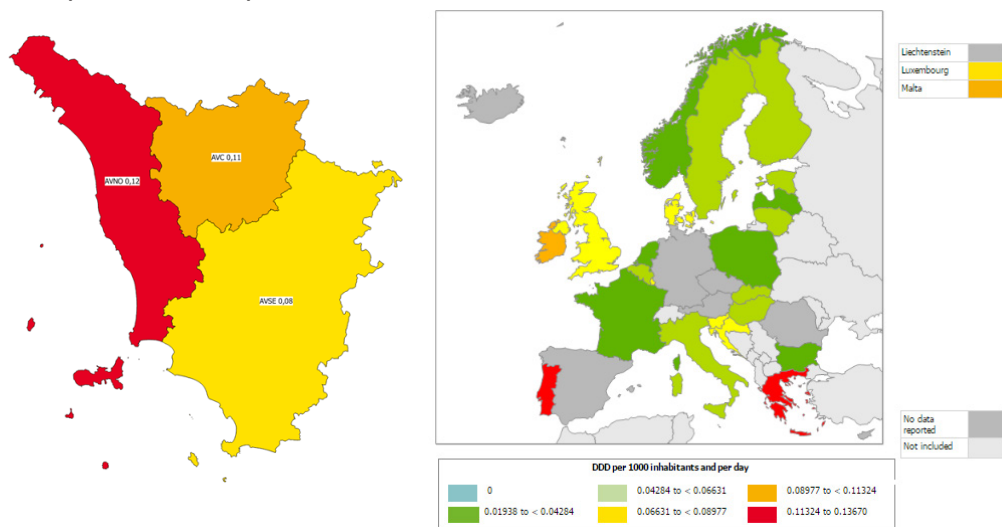 AVC 0,11
AVNO 0,12
AVSE 0,08
Liechtenstein
Luxembourg
Malta
No data
reported
Not included
DDD per 1000 inhabitants and per day
0
0.04284 to < 0.06631
0.08977 to < 0.11324
0.01938 to < 0.04284
0.06631 to < 0.08977
0.11324 to 0.13670